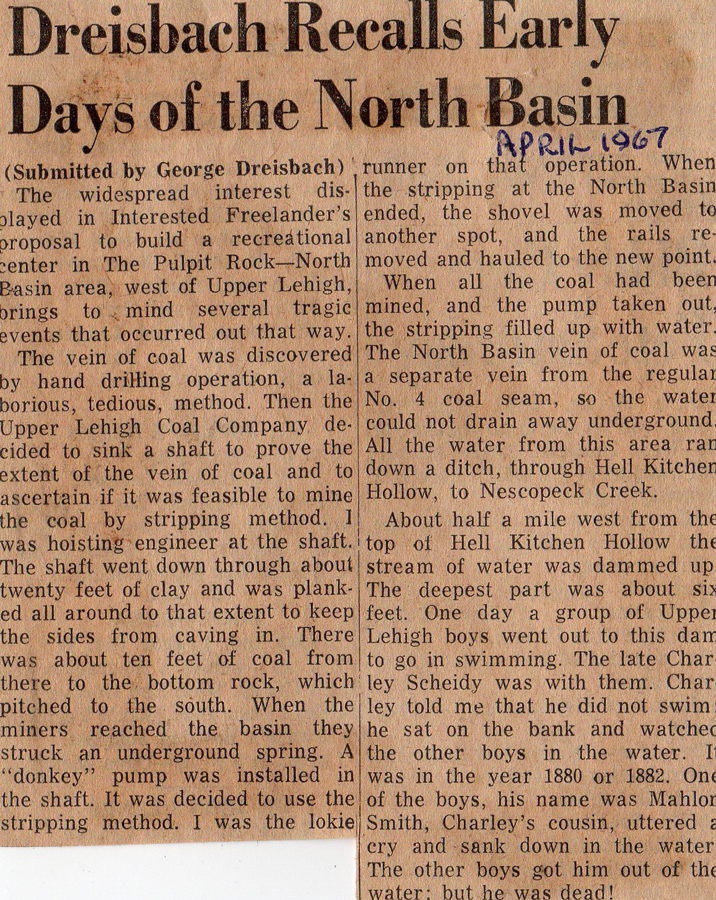 Dreisbach Recalls Early
Days of the North Basin
APRIL 1967
(Submitted by George Dreisbach)
The widespread interest dis-
played in Interested Freelander's
proposal to build a recreational
center in The Pulpit Rock—North
Basin area, west of Upper Lehigh,
brings to mind several tragic
events that occurred out that way.
The vein of coal was discovered
by hand drilling operation, a la-
borious, tedious, method. Then the
Upper Lehigh Coal Company de-
cided to sink a shaft to prove the
extent of the vein of coal and to
ascertain if it was feasible to mine
the coal by stripping method. I
was hoisting engineer at the shaft.
The shaft went down through about
twenty feet of clay and was plank-
ed all around to that extent to keep
the sides from caving in. There
was about ten feet of coal from
there to the bottom rock, which
pitched to the south. When the
miners reached the basin they
struck an underground spring. A
"donkey" pump was installed in
the shaft. It was decided to use the
stripping method. I was the lokie
runner on that operation. When
the stripping at the North Basin
ended, the shovel was moved to
another spot, and the rails re-
moved and hauled to the new point.
When all the coal had been
mined, and the pump taken out,
the stripping filled up with water.
The North Basin vein of coal was
a separate vein from the regular
No. 4 coal seam, so the water
could not drain away underground.
All the water from this area ran
down a ditch, through Hell Kitchen
Hollow, to Nescopeck Creek.
About half a mile west from the
top of Hell Kitchen Hollow the
stream of water was dammed up
The deepest part was about six
feet. One day a group of Upper
Lehigh boys went out to this dam
to go in swimming. The late Char
ley Scheidy was with them. Char
ley told me that he did not swim:
he sat on the bank and watched
the other boys in the water. It
was in the year 1880 or 1882. One
of the boys, his name was Mahlon
Smith, Charley's cousin, uttered a
cry and sank down in the water
The other boys got him out of the
water; but he was dead!